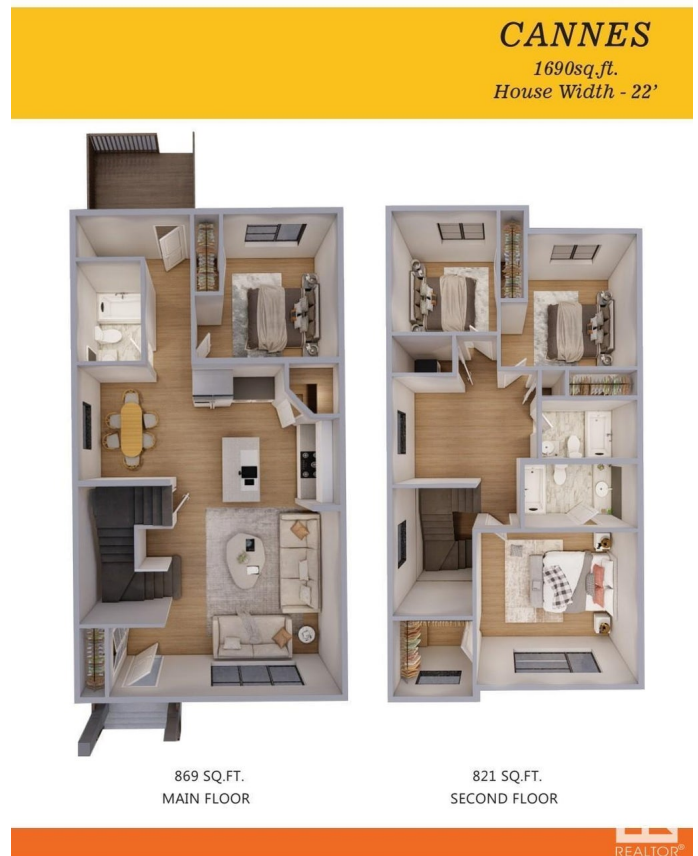 CANNES
1690sq.ft.
House Width - 22'
869 SQ.FT.
MAIN FLOOR
821 SQ.FT.
SECOND FLOOR
REALTOR®